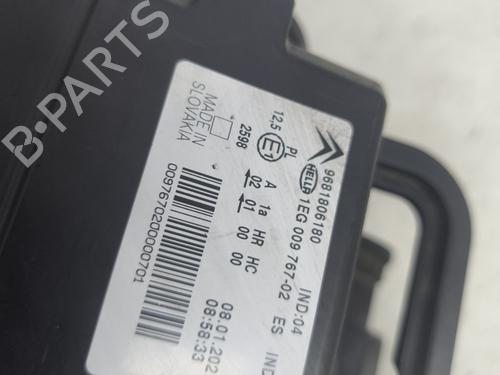 B-PARTS
9681806180 IND:04
HELLA 1EG 009 767-02 ES IND
12,5 E1 PL
2598
A 1a HR HC
02 01 00 00
MADE IN
SLOVAKIA
08.01.202
08:58:33
00976702000000701